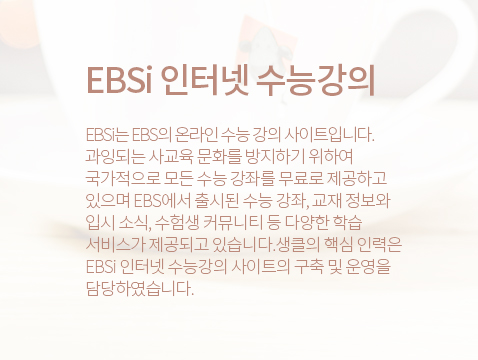 EBSi 인터넷 수능강의
EBSi는 EBS의 온라인 수능 강의 사이트입니다.
과잉되는 사교육 문화를 방지하기 위하여
국가적으로 모든 수능 강좌를 무료로 제공하고
있으며 EBS에서 출시된 수능 강좌, 교재 정보와
입시 소식, 수험생 커뮤니티 등 다양한 학습
서비스가 제공되고 있습니다.생클의 핵심 인력은
EBSi 인터넷 수능강의 사이트의 구축 및 운영을
담당하였습니다.